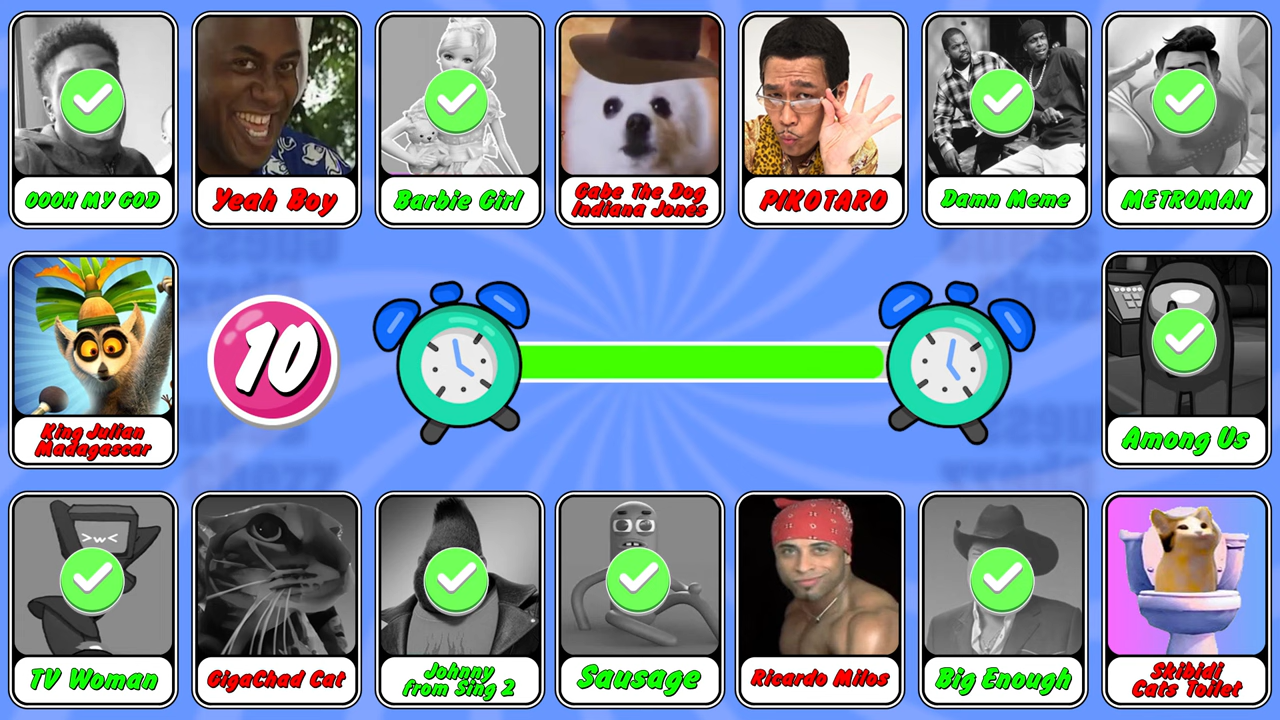 OOOH MY GOD
Yeah Boy
Barbie Girl
Gabe The Dog
Indiana Jones
PIKOTARO
Damn Meme
METROMAN
King Julian
Madagascar
10
Among Us
>w<
TV Woman
GigaChad Cat
Johnny
from Sing 2
Sausage
Ricardo Milos
Big Enough
Skibidi
Cats Toilet